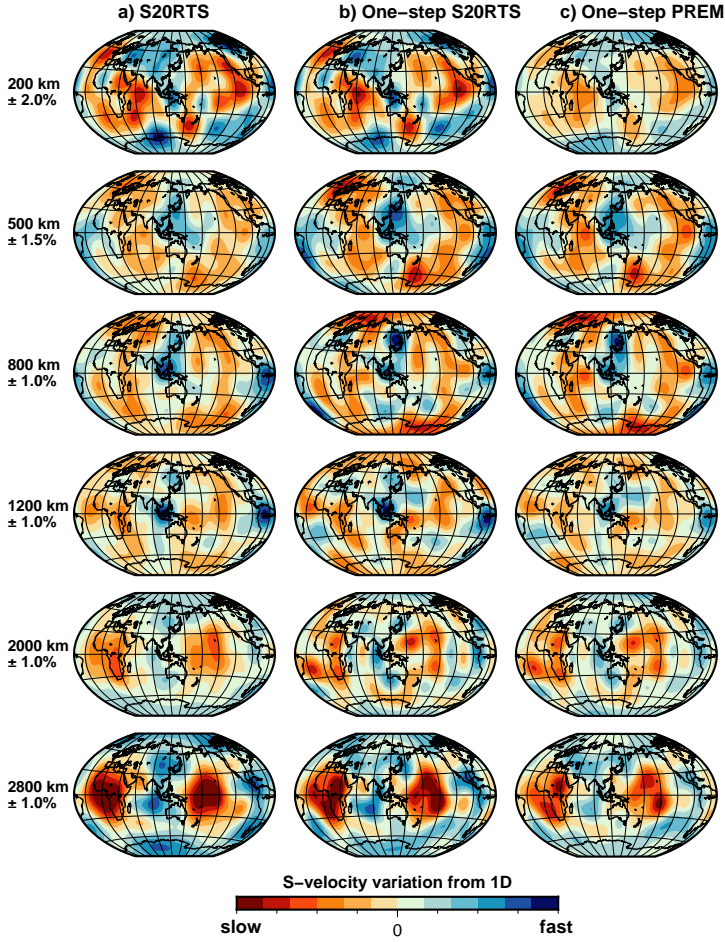 a) S20RTS b) One−step S20RTS c) One−step PREM
200 km
± 2.0%
500 km
± 1.5%
800 km
± 1.0%
1200 km
± 1.0%
2000 km
± 1.0%
2800 km
± 1.0%
S−velocity variation from 1D
slow 0 fast